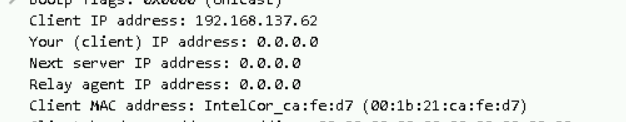 Bootp flags: 0x0000 (Unicast)
Client IP address: 192.168.137.62
Your (client) IP address: 0.0.0.0
Next server IP address: 0.0.0.0
Relay agent IP address: 0.0.0.0
Client MAC address: IntelCor_ca:fe:d7 (00:1b:21:ca:fe:d7)